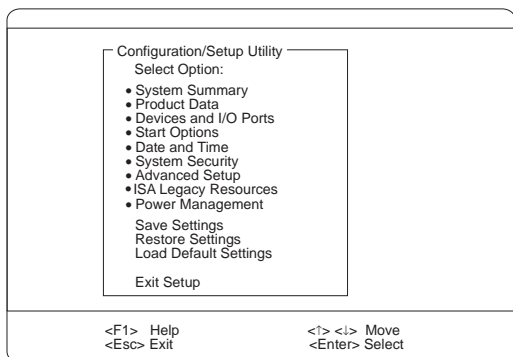 Configuration/Setup Utility
Select Option:
• System Summary
• Product Data
• Devices and I/O Ports
• Start Options
• Date and Time
• System Security
• Advanced Setup
•ISA Legacy Resources
• Power Management
Save Settings
Restore Settings
Load Default Settings
Exit Setup
<F1> Help <↑> <↓> Move
<Esc> Exit <Enter> Select